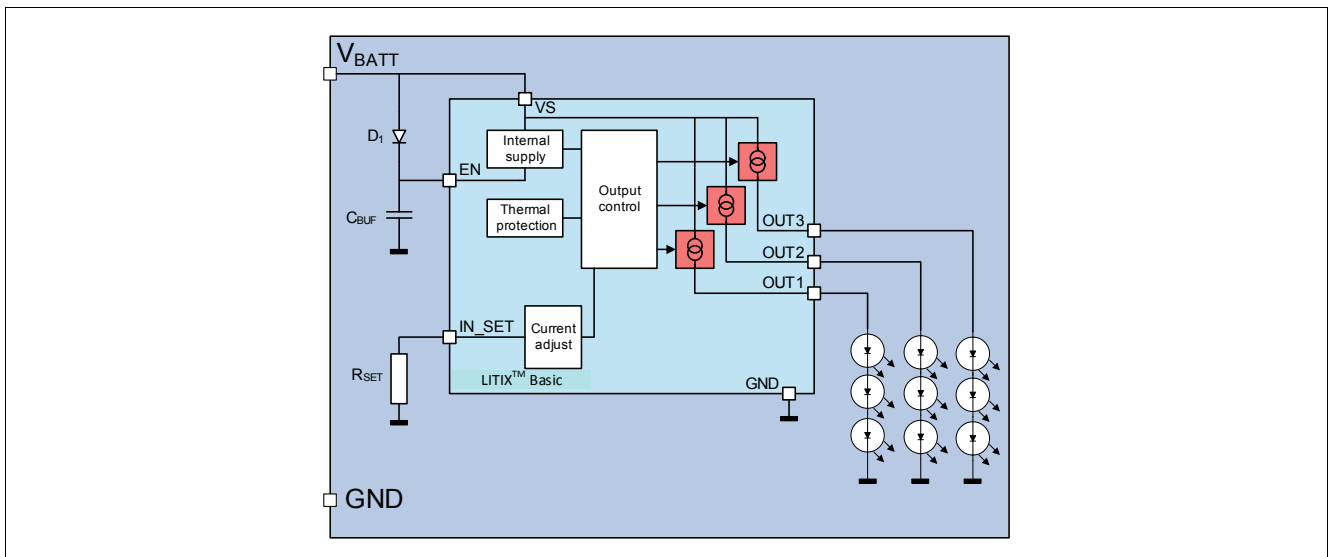 VBATT
VS
D1
Internal supply
EN
Output control
CBUF
Thermal protection
OUT3
OUT2
OUT1
IN_SET
Current adjust
RSET
LITIX™ Basic
GND
GND